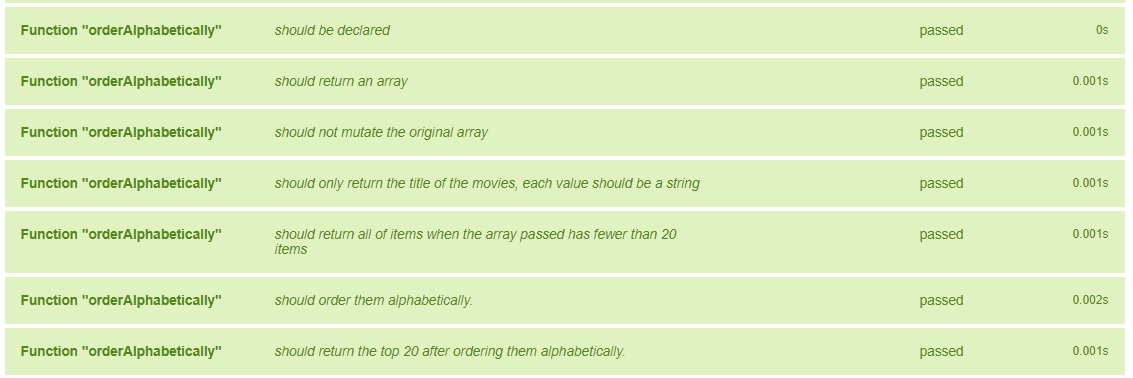 Function "orderAlphabetically" should be declared passed 0s
Function "orderAlphabetically" should return an array passed 0.001s
Function "orderAlphabetically" should not mutate the original array passed 0.001s
Function "orderAlphabetically" should only return the title of the movies, each value should be a string passed 0.001s
Function "orderAlphabetically" should return all of items when the array passed has fewer than 20 passed 0.001s
items
Function "orderAlphabetically" should order them alphabetically. passed 0.002s
Function "orderAlphabetically" should return the top 20 after ordering them alphabetically. passed 0.001s